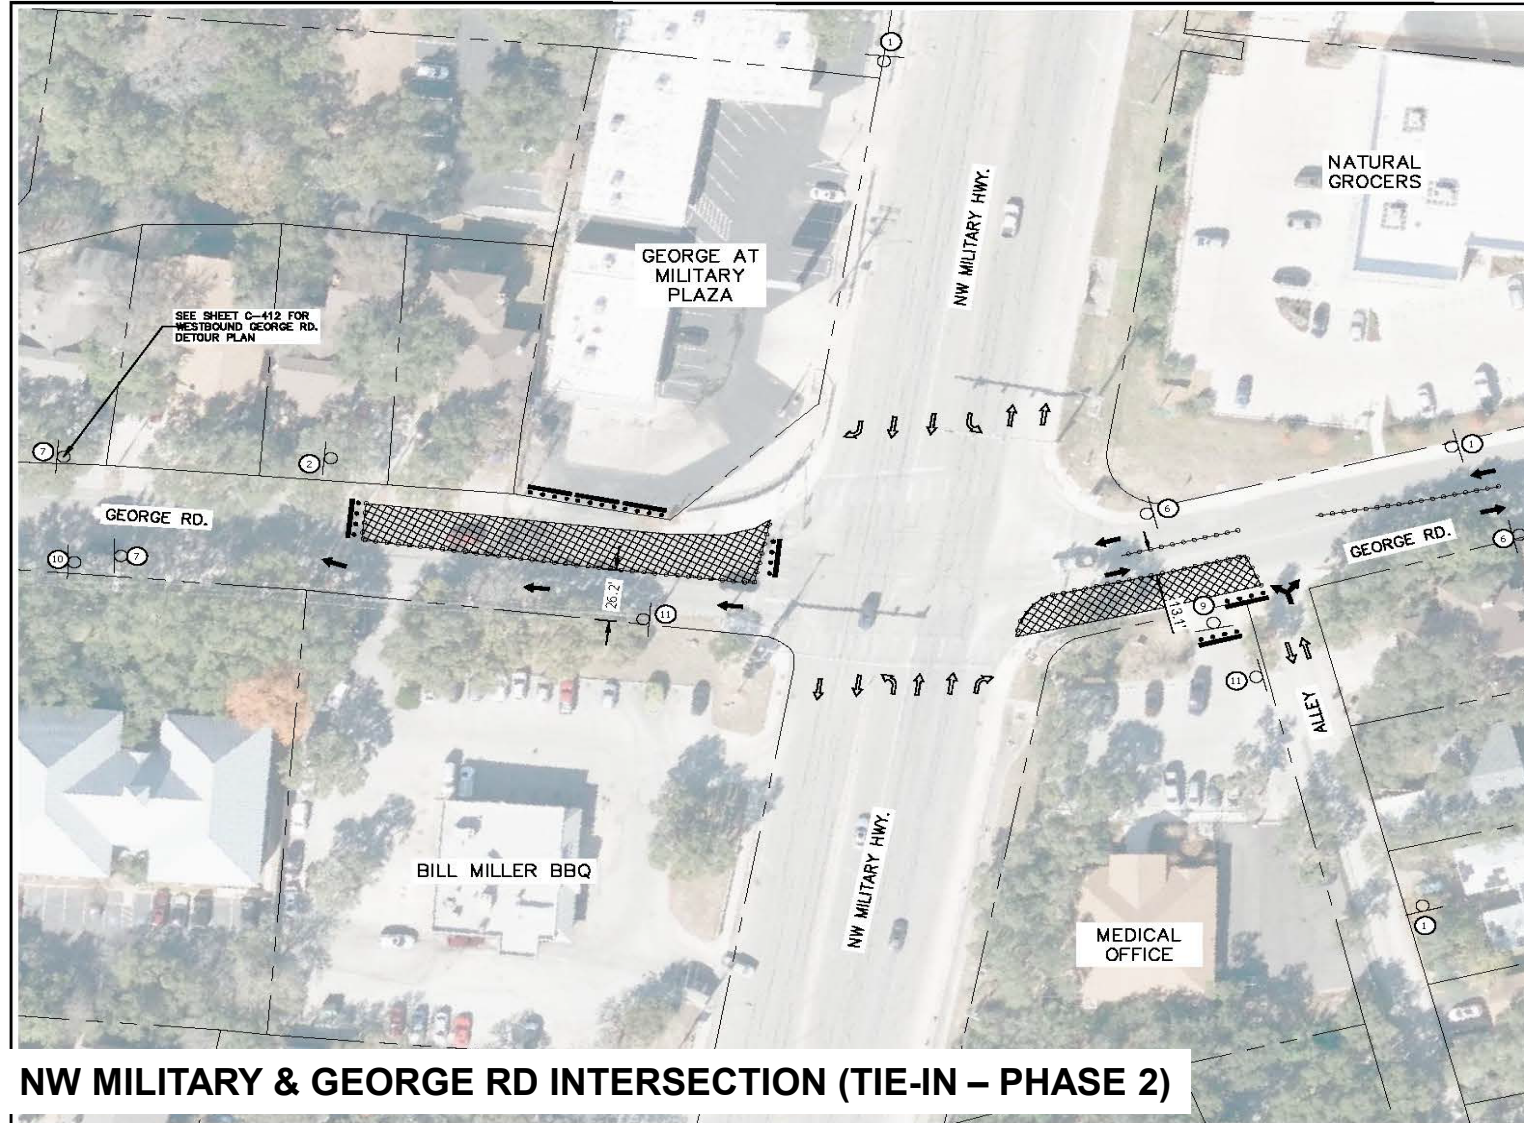 1
NATURAL
GROCERS
NW MILITARY HWY.
GEORGE AT
MILITARY
PLAZA
SEE SHEET C-412 FOR
WESTBOUND GEORGE RD.
DETOUR PLAN
7
2
1
GEORGE RD.
6
GEORGE RD.
6
10
7
26.2'
11
13.1'
9
11
ALLEY
NW MILITARY HWY.
BILL MILLER BBQ
MEDICAL
OFFICE
1
NW MILITARY & GEORGE RD INTERSECTION (TIE-IN – PHASE 2)